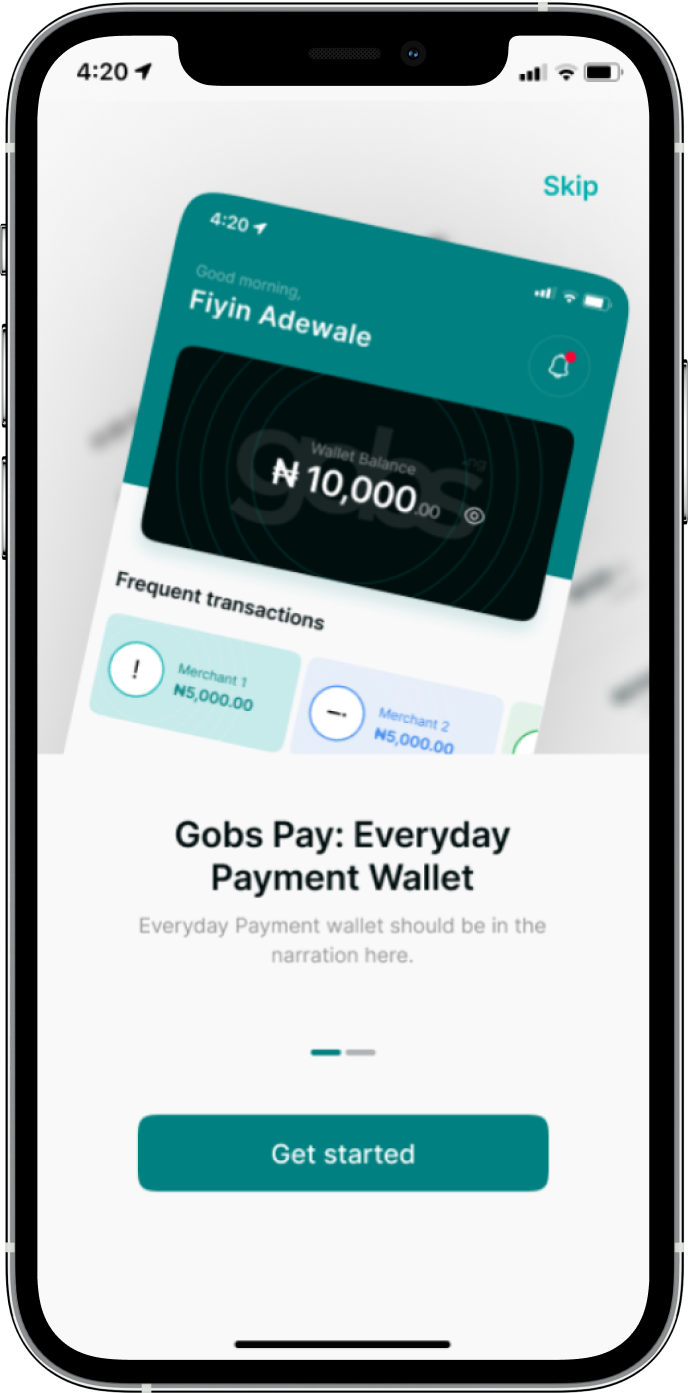 4:20
Skip
4:20
Good morning,
Fiyin Adewale
gobs
Wallet Balance
₦ 10,000.00
Frequent transactions
!
Merchant 1
₦5,000.00
Merchant 2
₦5,000.00
Gobs Pay: Everyday
Payment Wallet
Everyday Payment wallet should be in the
narration here.
Get started